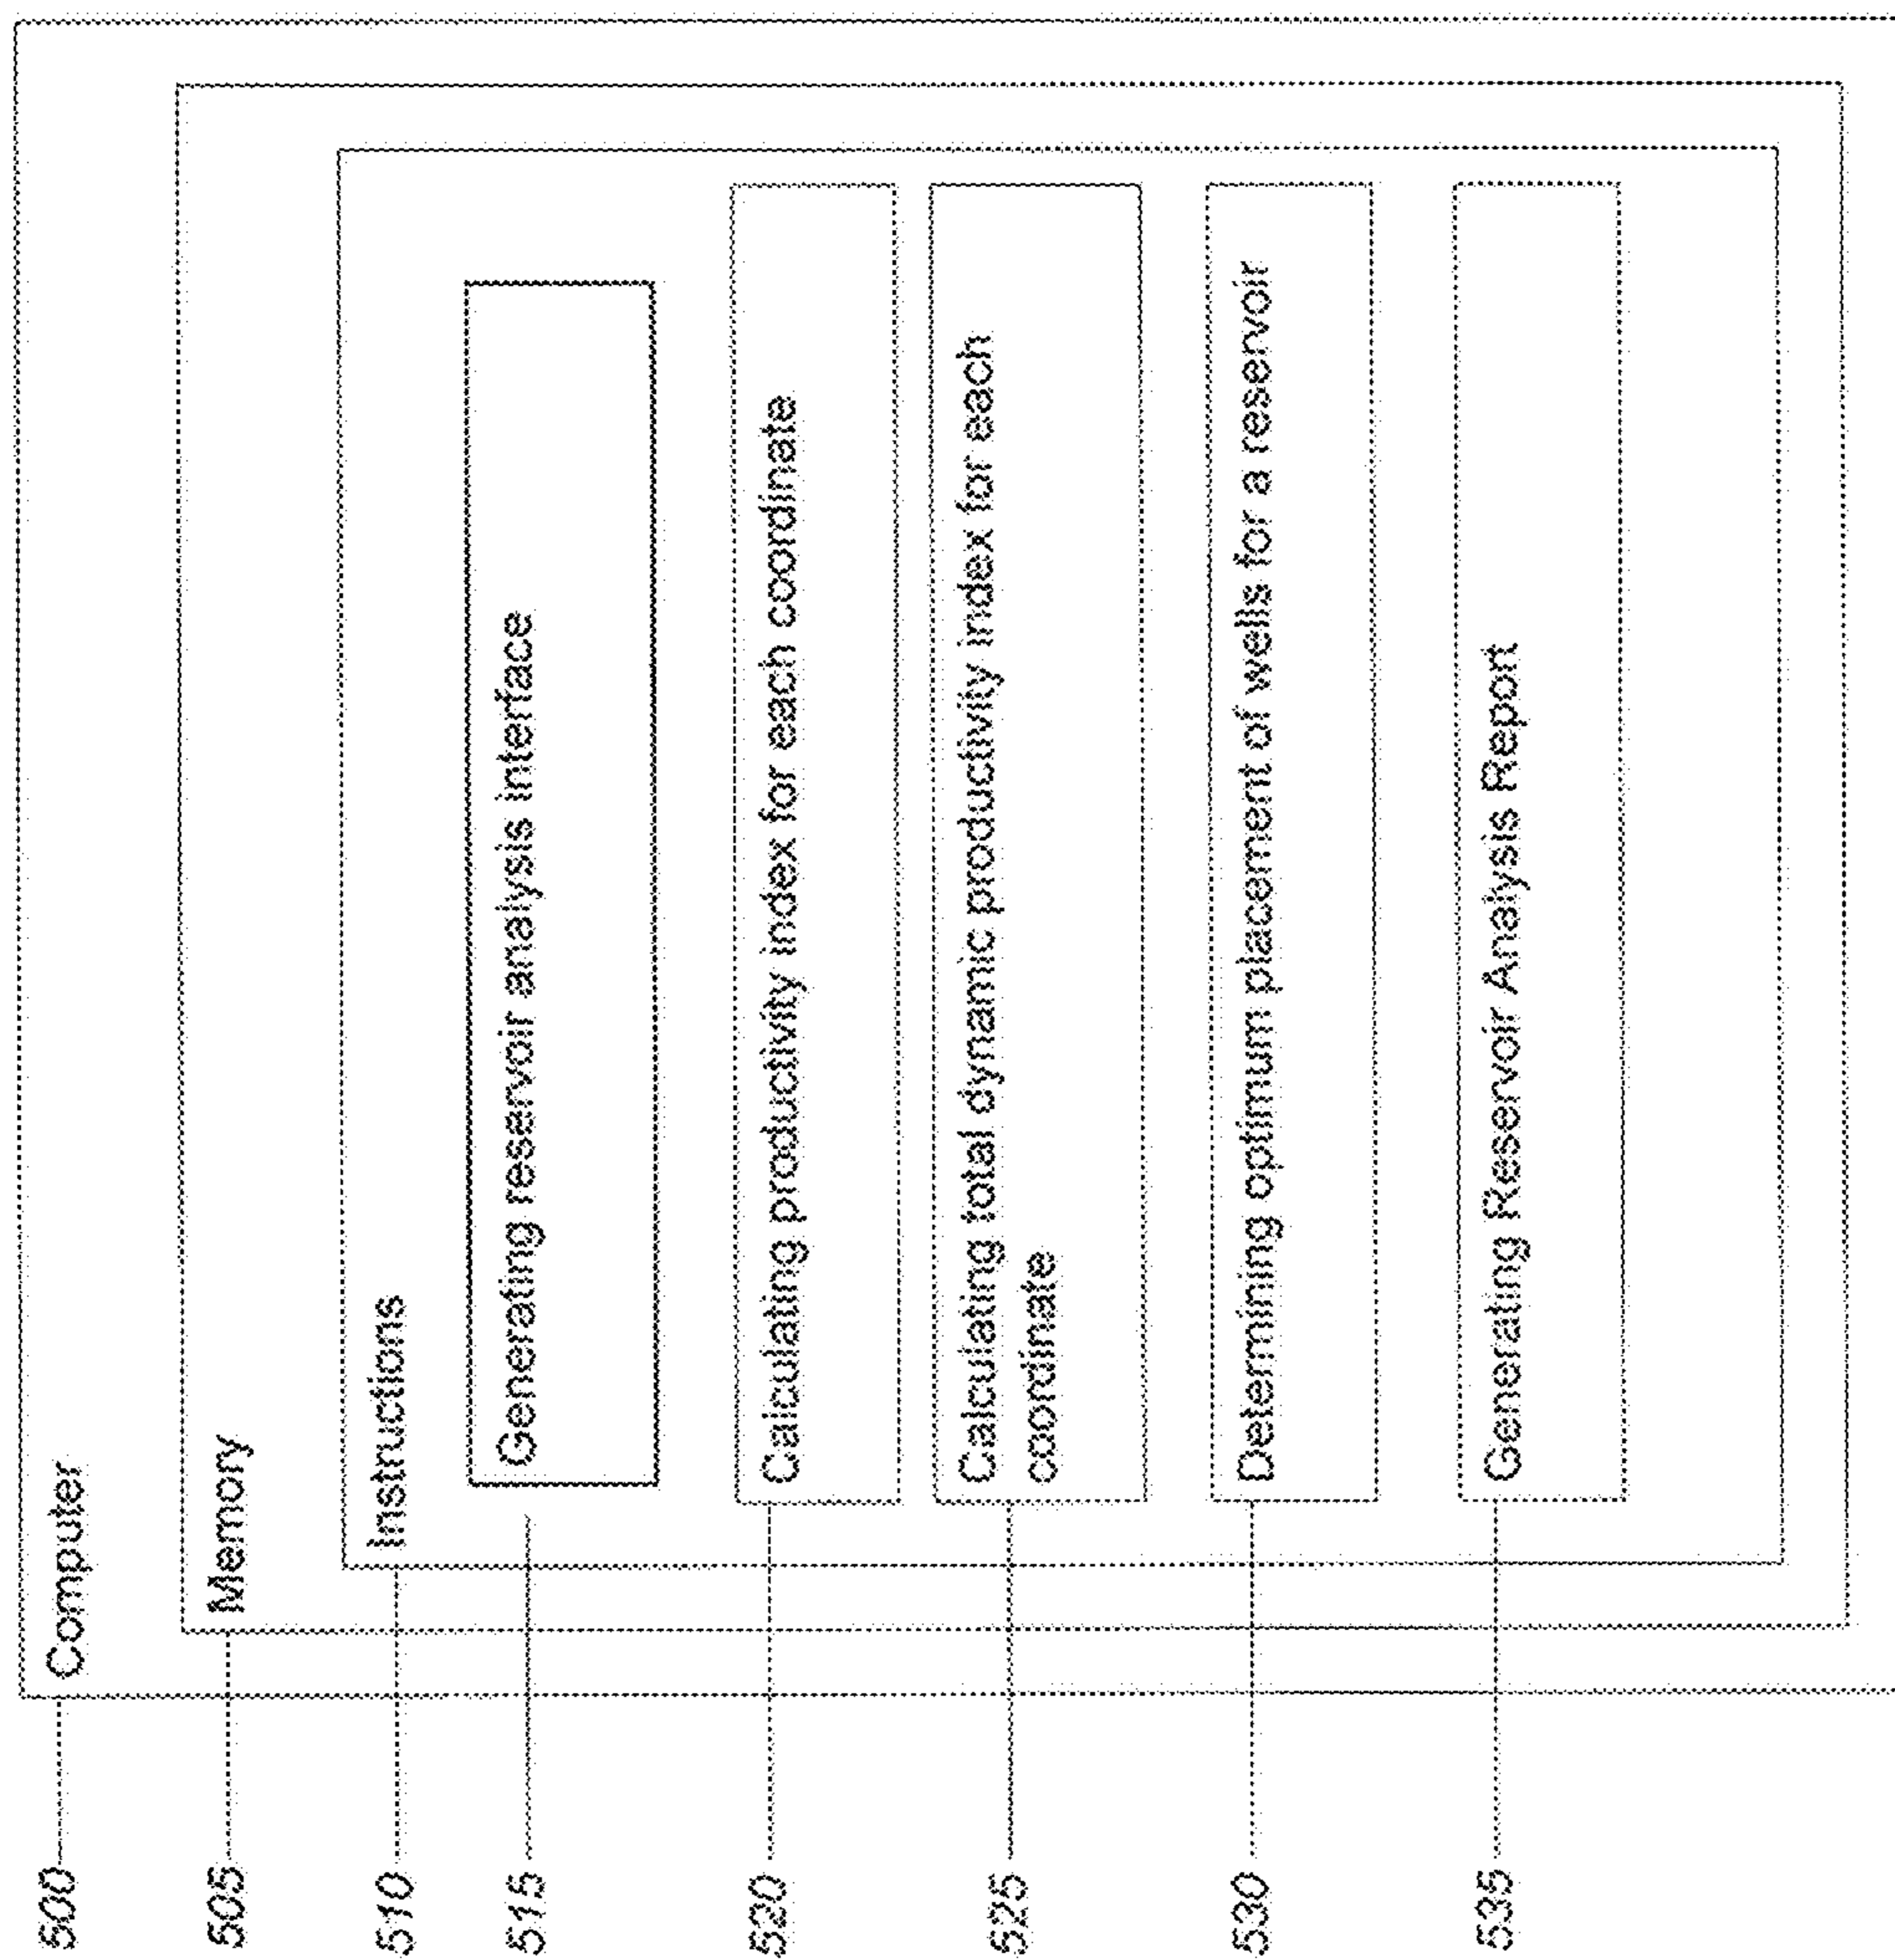 500 Computer
505 Memory
510 Instructions
515 Generating reservoir analysis interface
520 Calculating productivity index for each coordinate
525 Calculating total dynamic productivity index for each
coordinate
530 Determining optimum placement of wells for a reservoir
535 Generating Reservoir Analysis Report